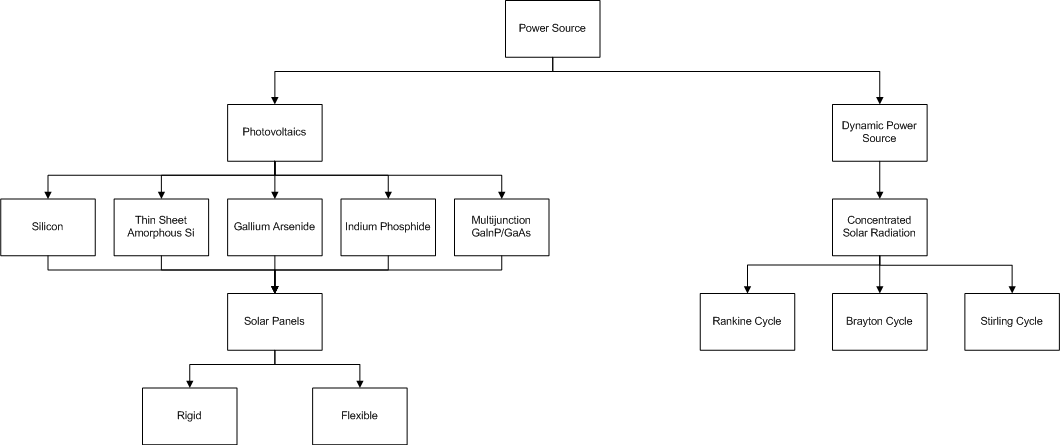 Power Source
Photovoltaics
Dynamic Power
Source
Silicon
Thin Sheet
Amorphous Si
Gallium Arsenide
Indium Phosphide
Multijunction
GaInP/GaAs
Concentrated
Solar Radiation
Solar Panels
Rankine Cycle
Brayton Cycle
Stirling Cycle
Rigid
Flexible